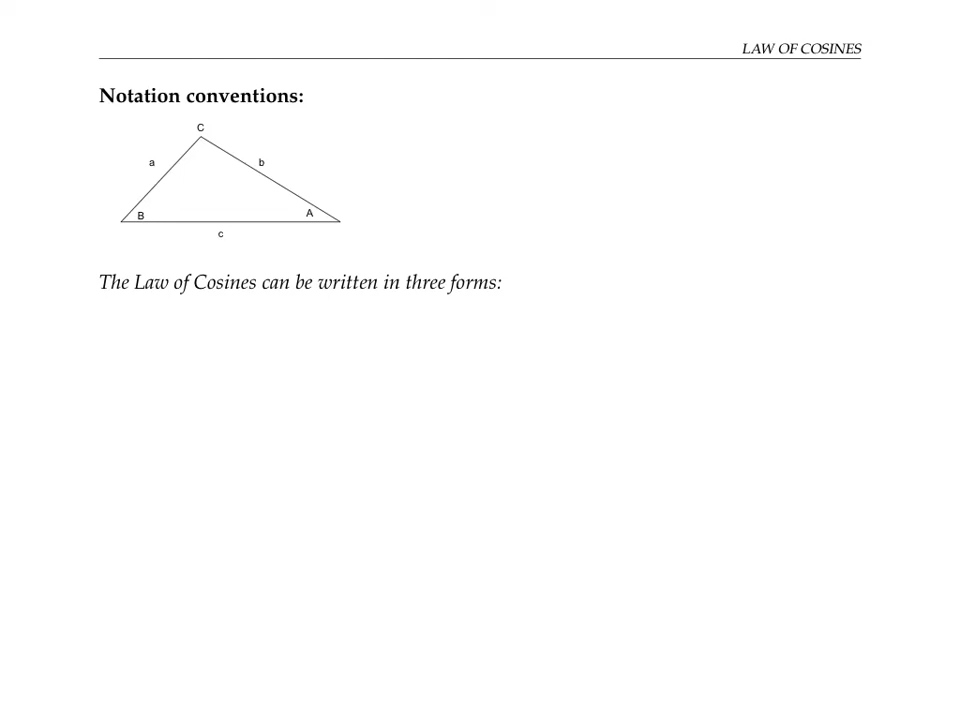 LAW OF COSINES
Notation conventions:
C
a
b
B
A
c
The Law of Cosines can be written in three forms: